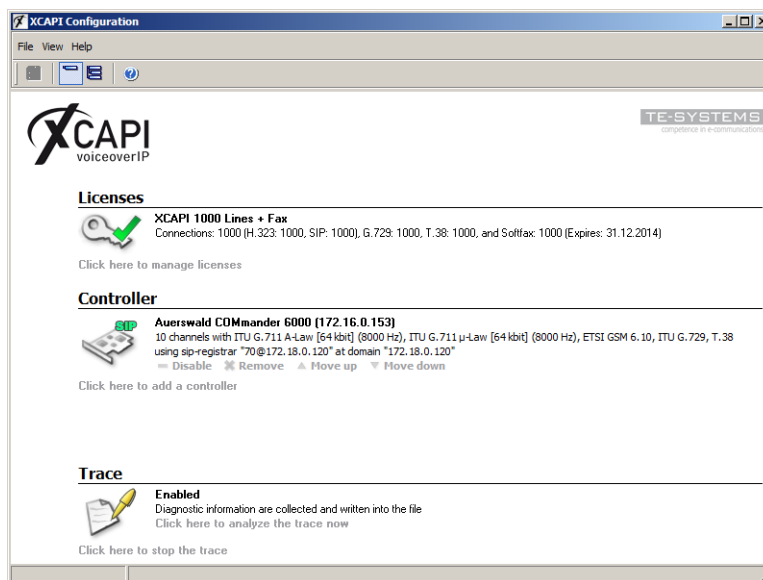 XCAPI Configuration
File View Help
XCAPI
voiceoverIP
TE-SYSTEMS
competence in e-communications
Licenses
XCAPI 1000 Lines + Fax
Connections: 1000 (H.323: 1000, SIP: 1000), G.729: 1000, T.38: 1000, and Softfax: 1000 (Expires: 31.12.2014)
Click here to manage licenses
Controller
SIP
Auerswald COMmander 6000 (172.16.0.153)
10 channels with ITU G.711 A-Law [64 kbit] (8000 Hz), ITU G.711 µ-Law [64 kbit] (8000 Hz), ETSI GSM 6.10, ITU G.729, T.38
using sip-registrar "70@172.18.0.120" at domain "172.18.0.120"
Disable Remove Move up Move down
Click here to add a controller
Trace
Enabled
Diagnostic information are collected and written into the file
Click here to analyze the trace now
Click here to stop the trace